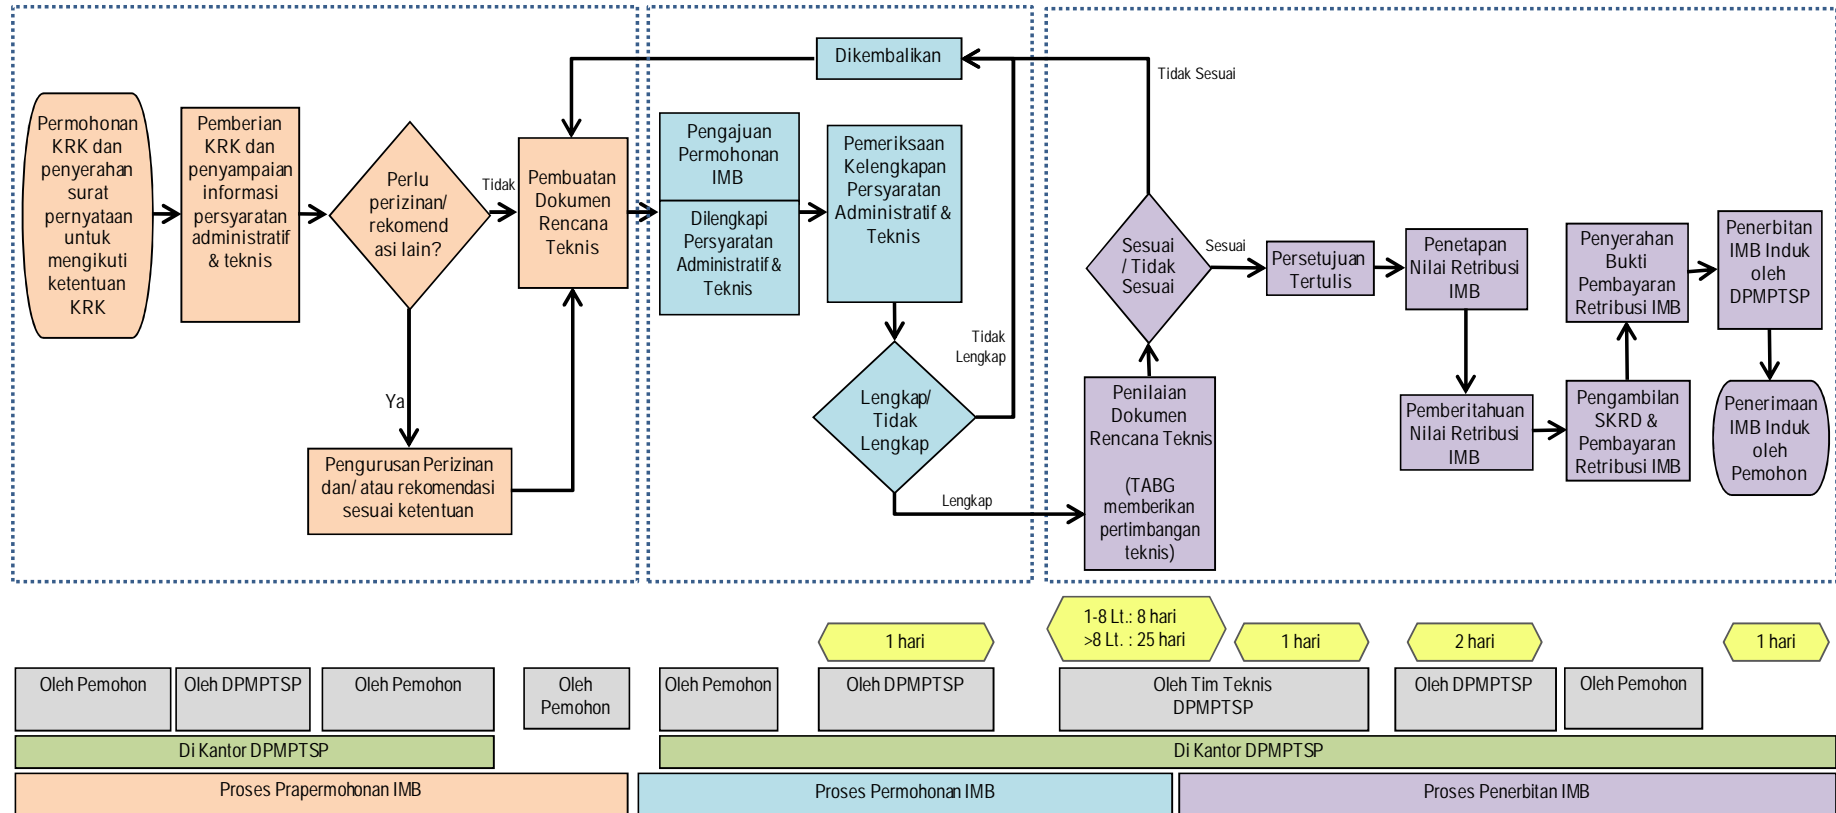 Permohonan
KRK dan
penyerahan
surat
pernyataan
untuk
mengikuti
ketentuan
KRK
Pemberian
KRK dan
penyampaian
informasi
persyaratan
administratif
& teknis
Perlu
perizinan/
rekomend
asi lain?
Tidak
Ya
Pengurusan Perizinan
dan/ atau rekomendasi
sesuai ketentuan
Pembuatan
Dokumen
Rencana
Teknis
Dikembalikan
Pengajuan
Permohonan
IMB
Dilengkapi
Persyaratan
Administratif &
Teknis
Pemeriksaan
Kelengkapan
Persyaratan
Administratif &
Teknis
Lengkap/
Tidak
Lengkap
Tidak
Lengkap
Lengkap
Penilaian
Dokumen
Rencana Teknis
(TABG
memberikan
pertimbangan
teknis)
Sesuai
/ Tidak
Sesuai
Tidak Sesuai
Sesuai
Persetujuan
Tertulis
Penetapan
Nilai Retribusi
IMB
Pemberitahuan
Nilai Retribusi
IMB
Pengambilan
SKRD &
Pembayaran
Retribusi IMB
Penyerahan
Bukti
Pembayaran
Retribusi IMB
Penerbitan
IMB Induk
oleh
DPMPTSP
Penerimaan
IMB Induk
oleh
Pemohon
1 hari
1-8 Lt.: 8 hari
>8 Lt. : 25 hari
1 hari
2 hari
1 hari
Oleh Pemohon
Oleh DPMPTSP
Oleh Pemohon
Oleh
Pemohon
Oleh Pemohon
Oleh DPMPTSP
Oleh Tim Teknis
DPMPTSP
Oleh DPMPTSP
Oleh Pemohon
Di Kantor DPMPTSP
Di Kantor DPMPTSP
Proses Prapermohonan IMB
Proses Permohonan IMB
Proses Penerbitan IMB